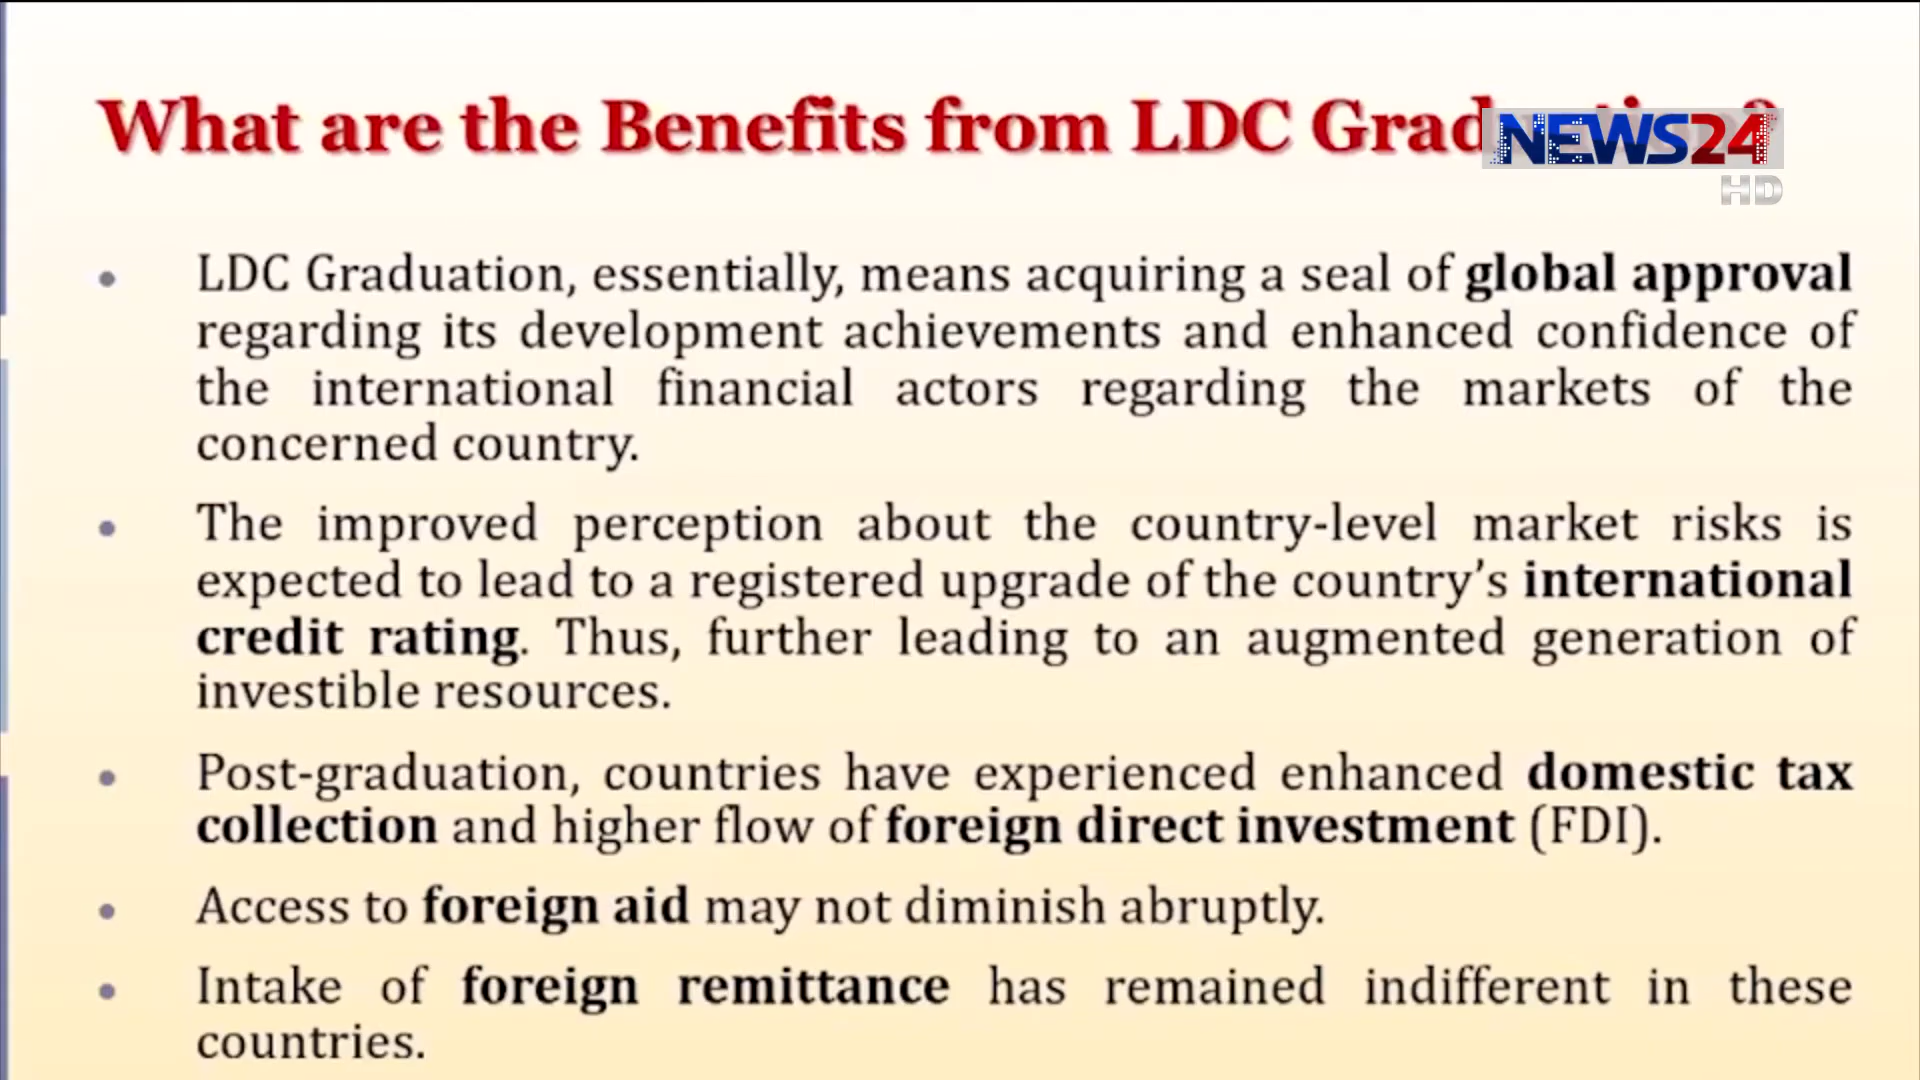 What are the Benefits from LDC Graduation?
NEWS24
HD
• LDC Graduation, essentially, means acquiring a seal of global approval
regarding its development achievements and enhanced confidence of
the international financial actors regarding the markets of the
concerned country.
• The improved perception about the country-level market risks is
expected to lead to a registered upgrade of the country’s international
credit rating. Thus, further leading to an augmented generation of
investible resources.
• Post-graduation, countries have experienced enhanced domestic tax
collection and higher flow of foreign direct investment (FDI).
• Access to foreign aid may not diminish abruptly.
• Intake of foreign remittance has remained indifferent in these
countries.